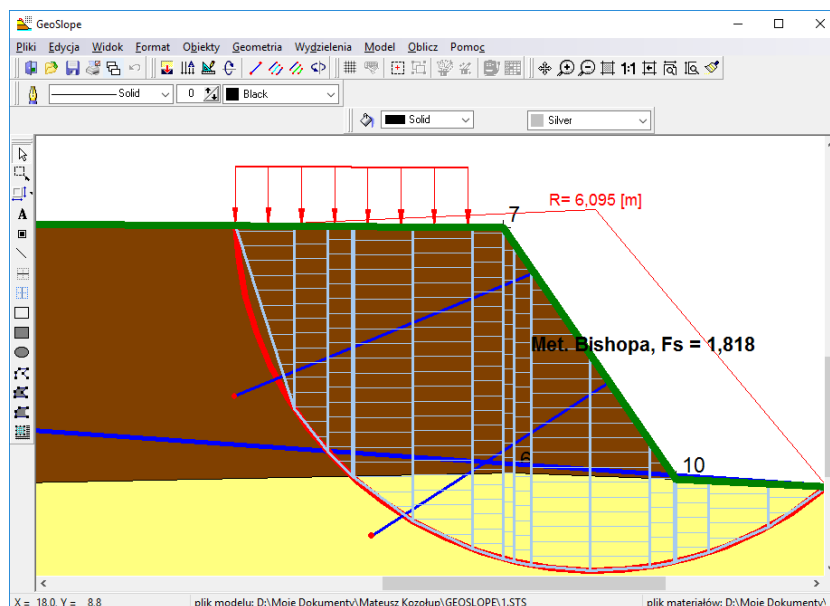 GeoSlope
Pliki Edycja Widok Format Obiekty Geometria Wydzielenia Model Oblicz Pomoc
1:1
Solid 0 Black
Solid Silver
A
R= 6,095 [m]
7
Met. Bishopa, Fs = 1,818
6
10
X = 18.0, Y = 8.8 plik modelu: D:\Moje Dokumenty\Mateusz Kozołup\GEOSLOPE\1.STS plik materiałów: D:\Moje Dokumenty\